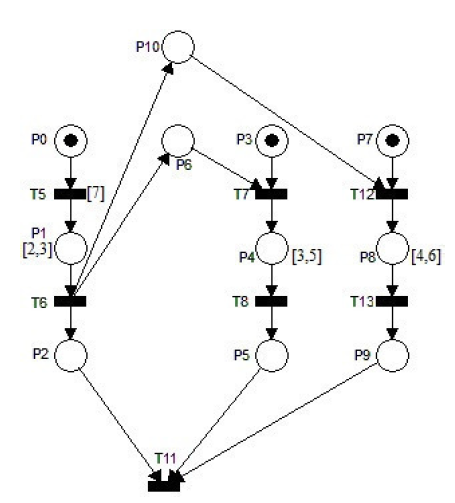 P10
P0 P6 P3 P7
T5 [7] T7 T12
P1
[2,3] P4 [3,5] P8 [4,6]
T6 T8 T13
P2 P5 P9
T11